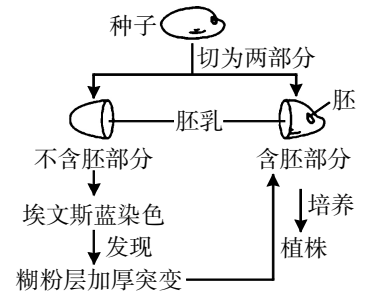 种子
切为两部分
胚乳
胚
不含胚部分
含胚部分
埃文斯蓝染色
培养
发现
植株
糊粉层加厚突变